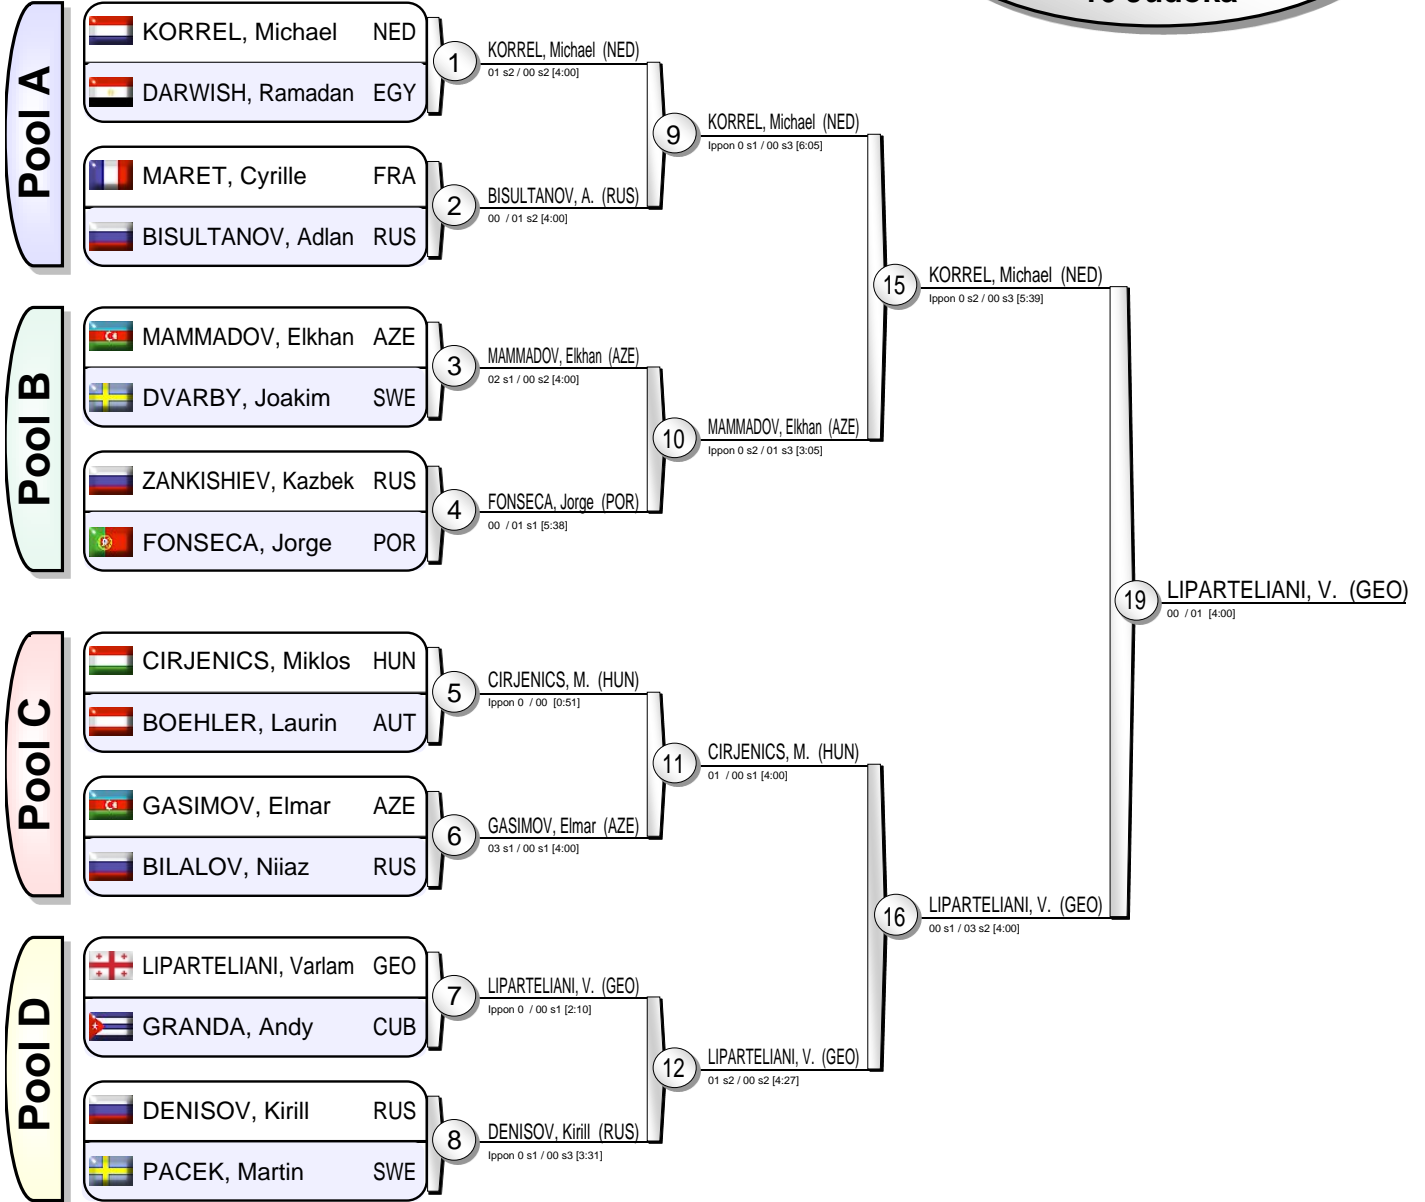 Pool A
KORREL, Michael NED
DARWISH, Ramadan EGY
MARET, Cyrille FRA
BISULTANOV, Adlan RUS
Pool B
MAMMADOV, Elkhan AZE
DVARBY, Joakim SWE
ZANKISHIEV, Kazbek RUS
FONSECA, Jorge POR
Pool C
CIRJENICS, Miklos HUN
BOEHLER, Laurin AUT
GASIMOV, Elmar AZE
BILALOV, Niiaz RUS
Pool D
LIPARTELIANI, Varlam GEO
GRANDA, Andy CUB
DENISOV, Kirill RUS
PACEK, Martin SWE
1
KORREL, Michael (NED)
01 s2 / 00 s2 [4:00]
2
BISULTANOV, A. (RUS)
00 / 01 s2 [4:00]
3
MAMMADOV, Elkhan (AZE)
02 s1 / 00 s2 [4:00]
4
FONSECA, Jorge (POR)
00 / 01 s1 [5:38]
5
CIRJENICS, M. (HUN)
Ippon 0 / 00 [0:51]
6
GASIMOV, Elmar (AZE)
03 s1 / 00 s1 [4:00]
7
LIPARTELIANI, V. (GEO)
Ippon 0 / 00 s1 [2:10]
8
DENISOV, Kirill (RUS)
Ippon 0 s1 / 00 s3 [3:31]
9
KORREL, Michael (NED)
Ippon 0 s1 / 00 s3 [6:05]
10
MAMMADOV, Elkhan (AZE)
Ippon 0 s2 / 01 s3 [3:05]
11
CIRJENICS, M. (HUN)
01 / 00 s1 [4:00]
12
LIPARTELIANI, V. (GEO)
01 s2 / 00 s2 [4:27]
15
KORREL, Michael (NED)
Ippon 0 s2 / 00 s3 [5:39]
16
LIPARTELIANI, V. (GEO)
00 s1 / 03 s2 [4:00]
19
LIPARTELIANI, V. (GEO)
00 / 01 [4:00]